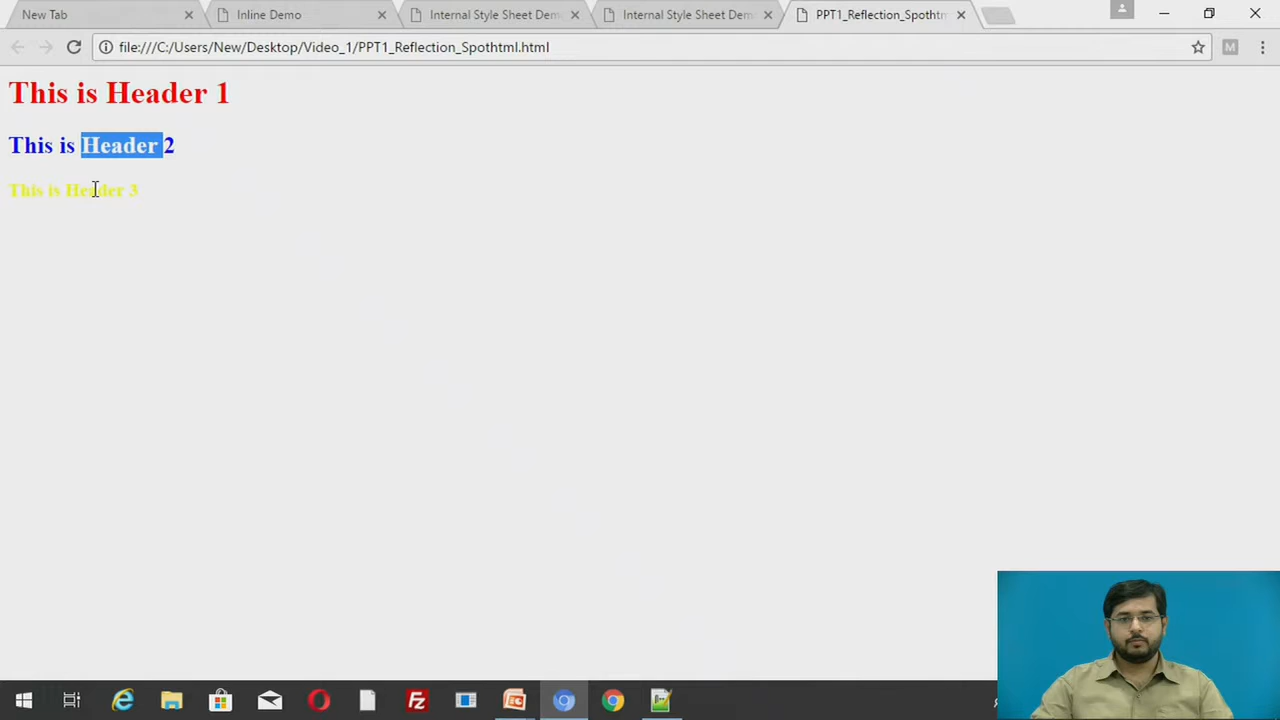 New Tab
Inline Demo
Internal Style Sheet Dem
Internal Style Sheet Dem
PPT1_Reflection_Spothtm
file:///C:/Users/New/Desktop/Video_1/PPT1_Reflection_Spothtml.html
M
This is Header 1
This is Header 2
This is Header 3